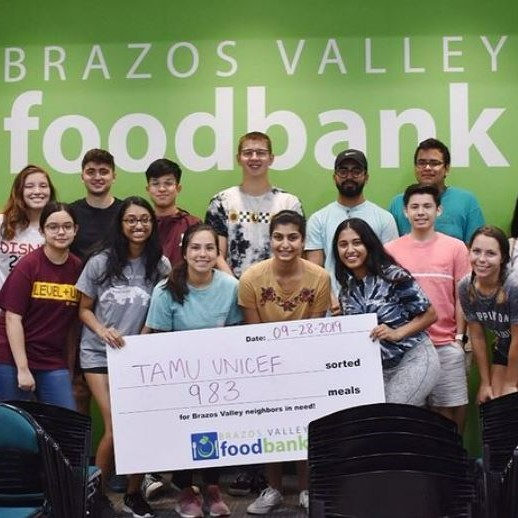 BRAZOS VALLEY
foodbank
DISNE
LEVEL+U
Date: 09-28-2019
TAMU UNICEF sorted
983 meals
for Brazos Valley neighbors in need!
BRAZOS VALLEY
foodbank